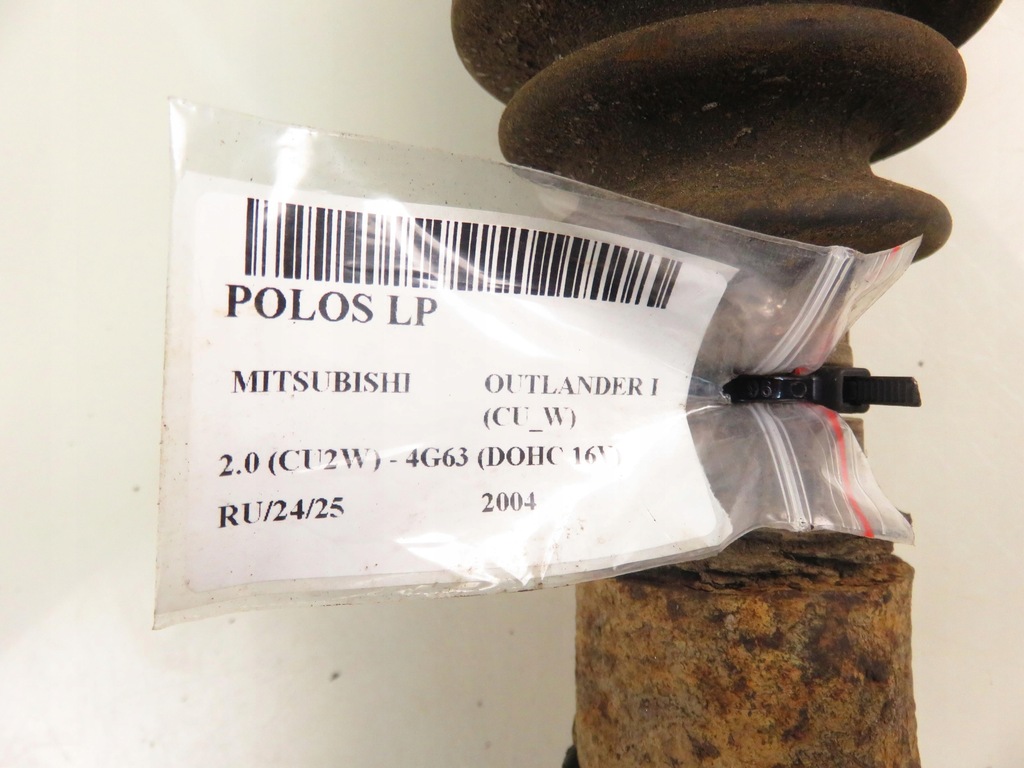 POLOS LP
MITSUBISHI OUTLANDER I
(CU_W)
2.0 (CU2W) - 4G63 (DOHC 16V)
RU/24/25 2004